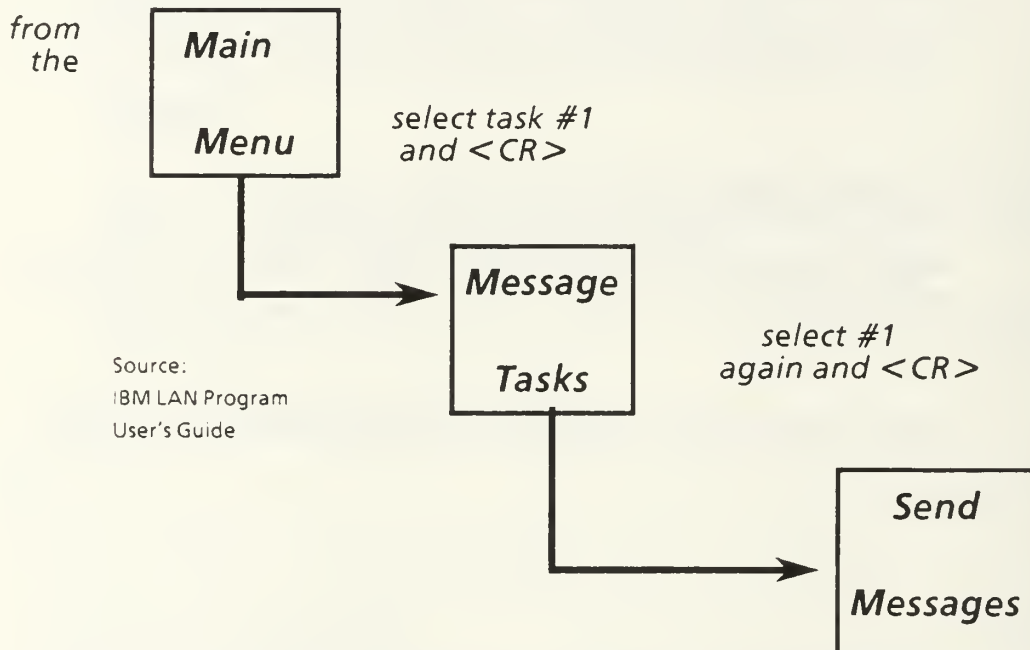 from
the
Main
Menu
select task #1
and <CR>
Message
Tasks
select #1
again and <CR>
Source:
IBM LAN Program
User's Guide
Send
Messages